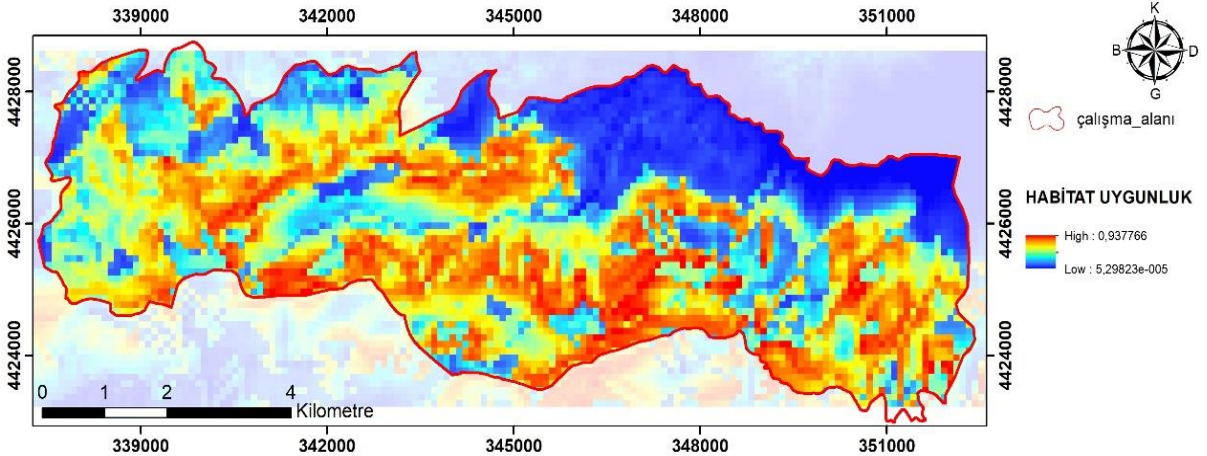 339000 342000 345000 348000 351000
4428000
4426000
4424000
0 1 2 4
Kilometre
339000 342000 345000 348000 351000
4428000
4426000
4424000
K
B D
G
çalışma_alanı
HABİTAT UYGUNLUK
High : 0,937766
Low : 5,29823e-005